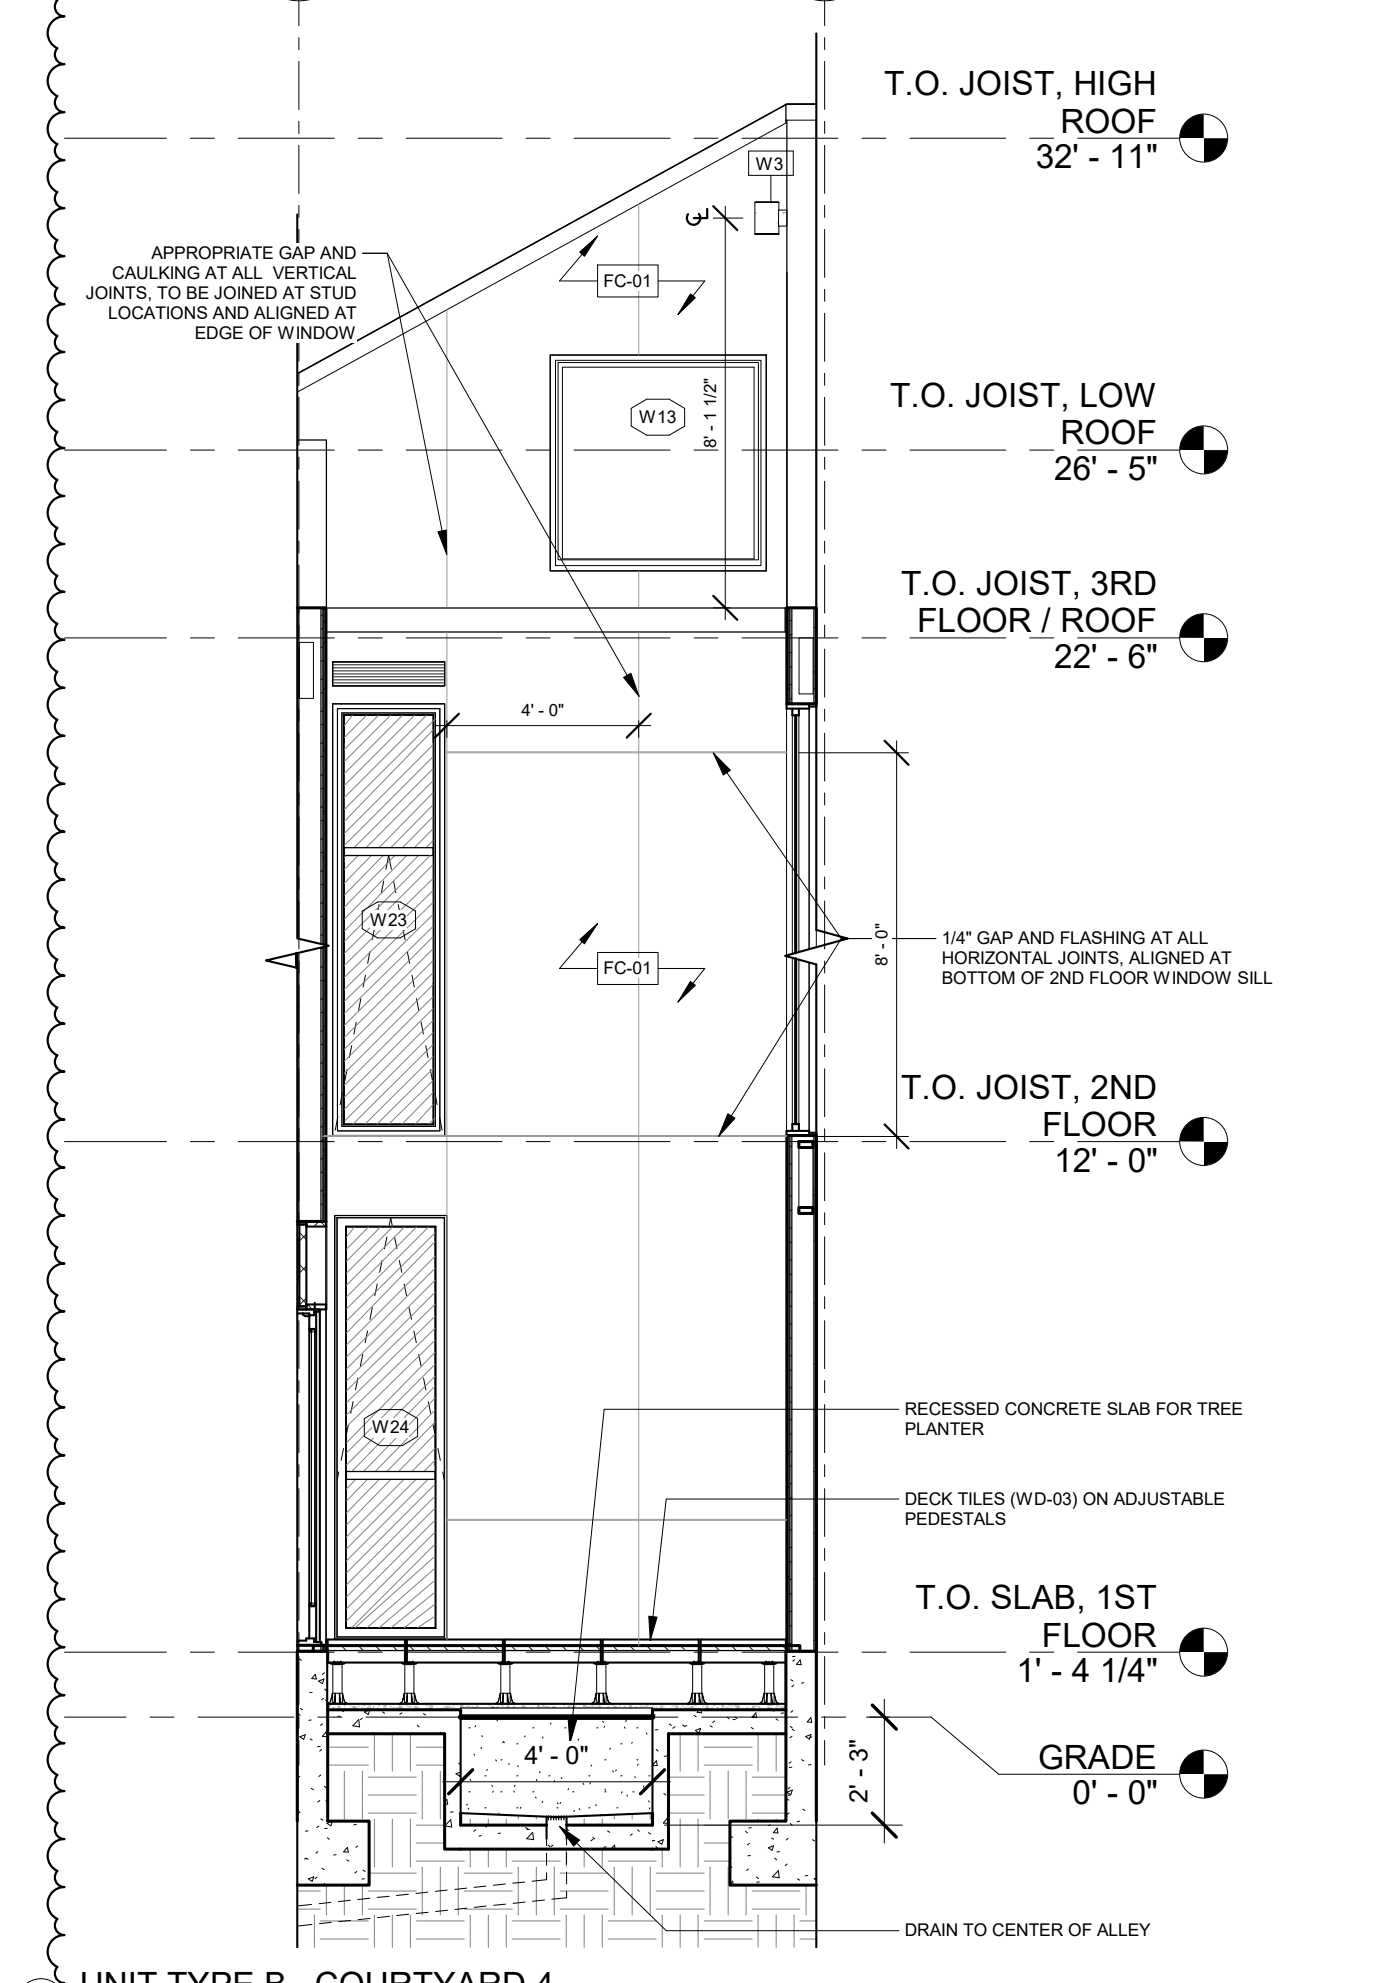 T.O. JOIST, HIGH
ROOF
32' - 11"
W3
℄
APPROPRIATE GAP AND
CAULKING AT ALL VERTICAL
JOINTS, TO BE JOINED AT STUD
LOCATIONS AND ALIGNED AT
EDGE OF WINDOW
FC-01
8' - 1 1/2"
W13
T.O. JOIST, LOW
ROOF
26' - 5"
T.O. JOIST, 3RD
FLOOR / ROOF
22' - 6"
4' - 0"
W23
FC-01
8' - 0"
1/4" GAP AND FLASHING AT ALL
HORIZONTAL JOINTS, ALIGNED AT
BOTTOM OF 2ND FLOOR WINDOW SILL
T.O. JOIST, 2ND
FLOOR
12' - 0"
W24
RECESSED CONCRETE SLAB FOR TREE
PLANTER
DECK TILES (WD-03) ON ADJUSTABLE
PEDESTALS
T.O. SLAB, 1ST
FLOOR
1' - 4 1/4"
4' - 0"
2' - 3"
GRADE
0' - 0"
DRAIN TO CENTER OF ALLEY
UNIT TYPE B - COURTYARD 4